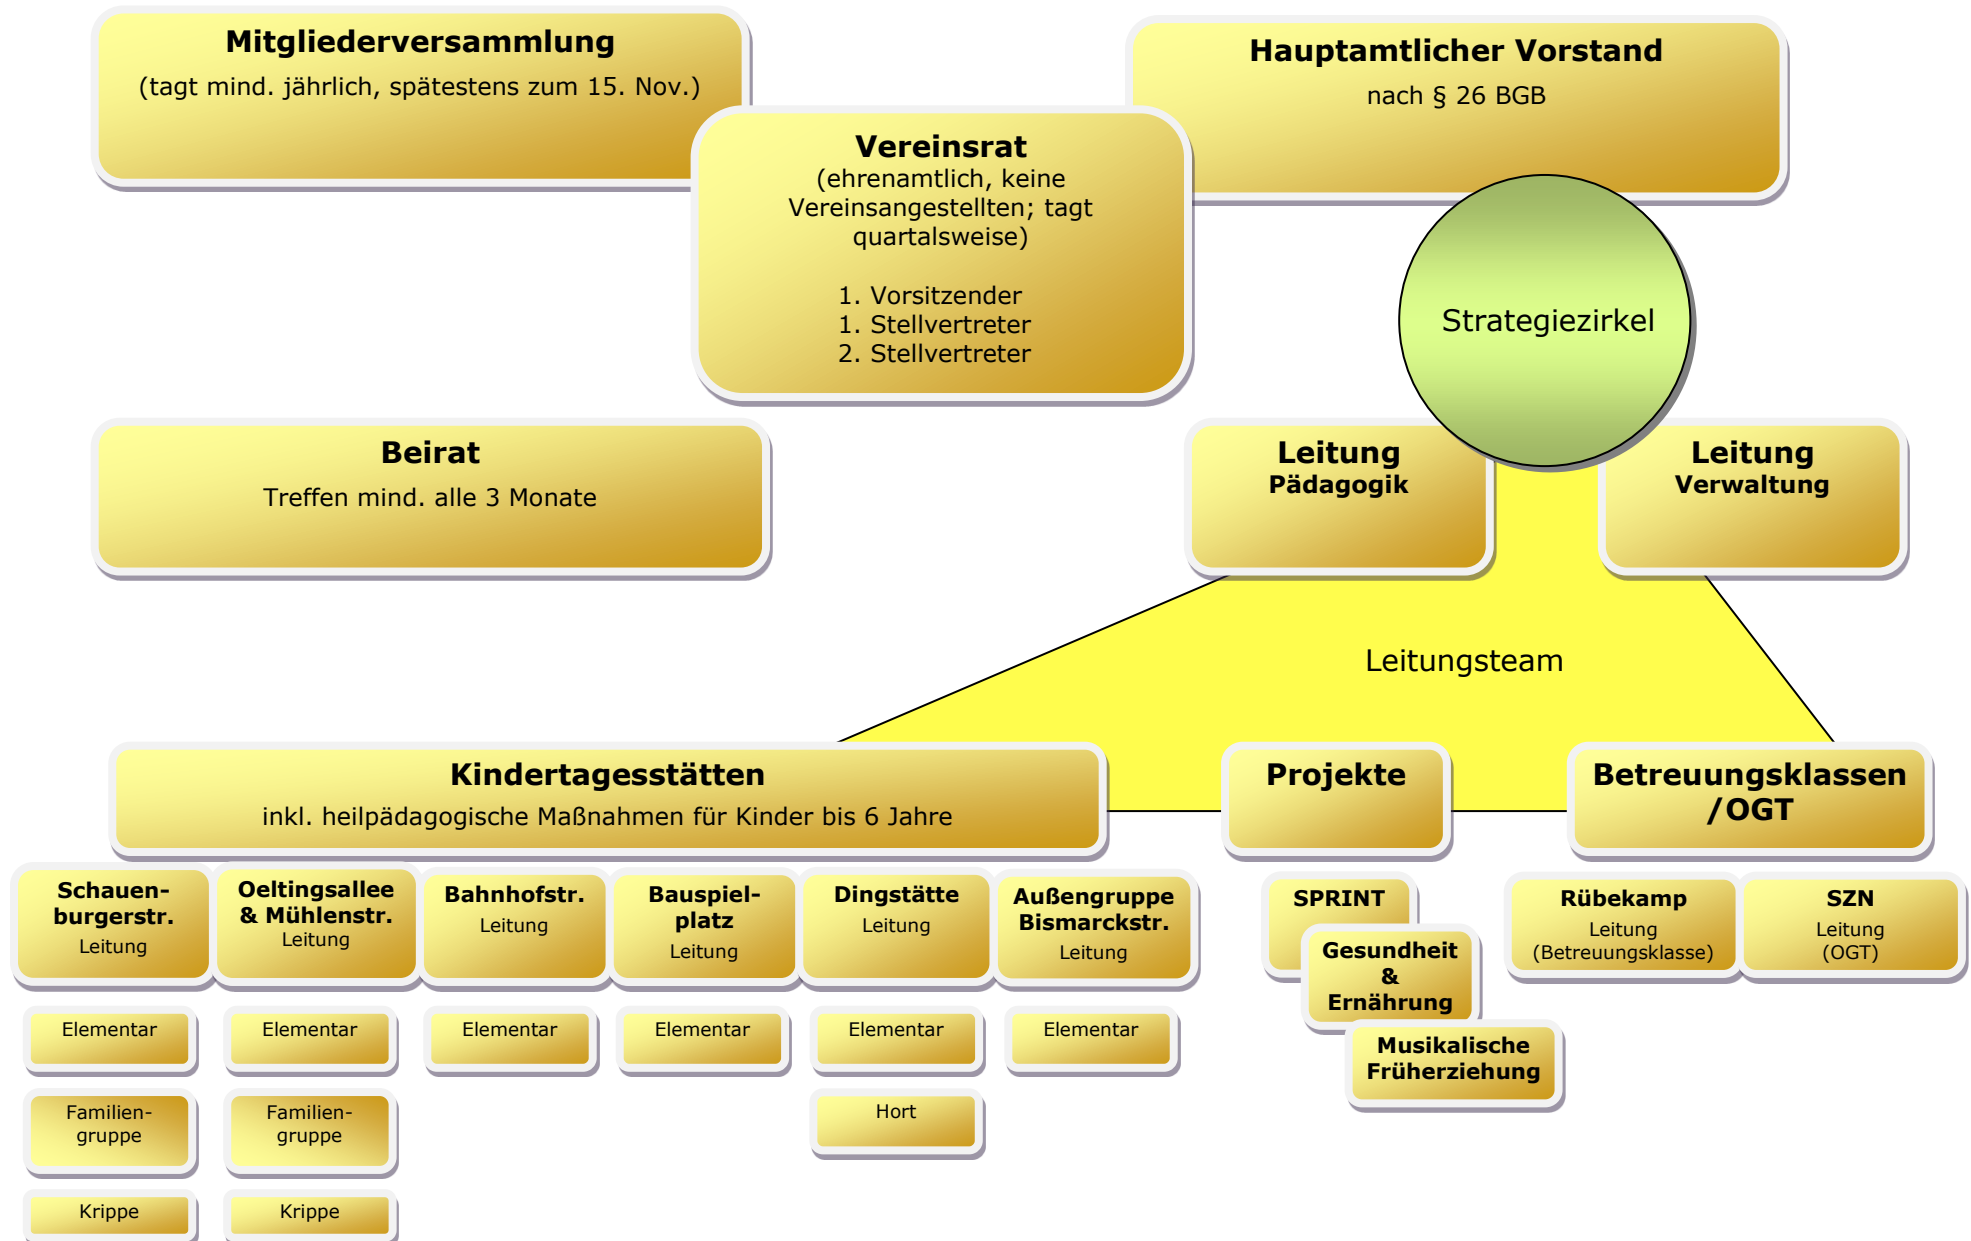 Mitgliederversammlung
(tagt mind. jährlich, spätestens zum 15. Nov.)
Hauptamtlicher Vorstand
nach § 26 BGB
Vereinsrat
(ehrenamtlich, keine
Vereinsangestellten; tagt
quartalsweise)
1. Vorsitzender
1. Stellvertreter
2. Stellvertreter
Strategiezirkel
Beirat
Treffen mind. alle 3 Monate
Leitung
Pädagogik
Leitung
Verwaltung
Leitungsteam
Kindertagesstätten
inkl. heilpädagogische Maßnahmen für Kinder bis 6 Jahre
Projekte
Betreuungsklassen
/OGT
Schauen-
burgerstr.
Leitung
Oeltingsallee
& Mühlenstr.
Leitung
Bahnhofstr.
Leitung
Bauspiel-
platz
Leitung
Dingstätte
Leitung
Außengruppe
Bismarckstr.
Leitung
SPRINT
Gesundheit
&
Ernährung
Musikalische
Früherziehung
Rübekamp
Leitung
(Betreuungsklasse)
SZN
Leitung
(OGT)
Elementar
Elementar
Elementar
Elementar
Elementar
Elementar
Familien-
gruppe
Familien-
gruppe
Hort
Krippe
Krippe